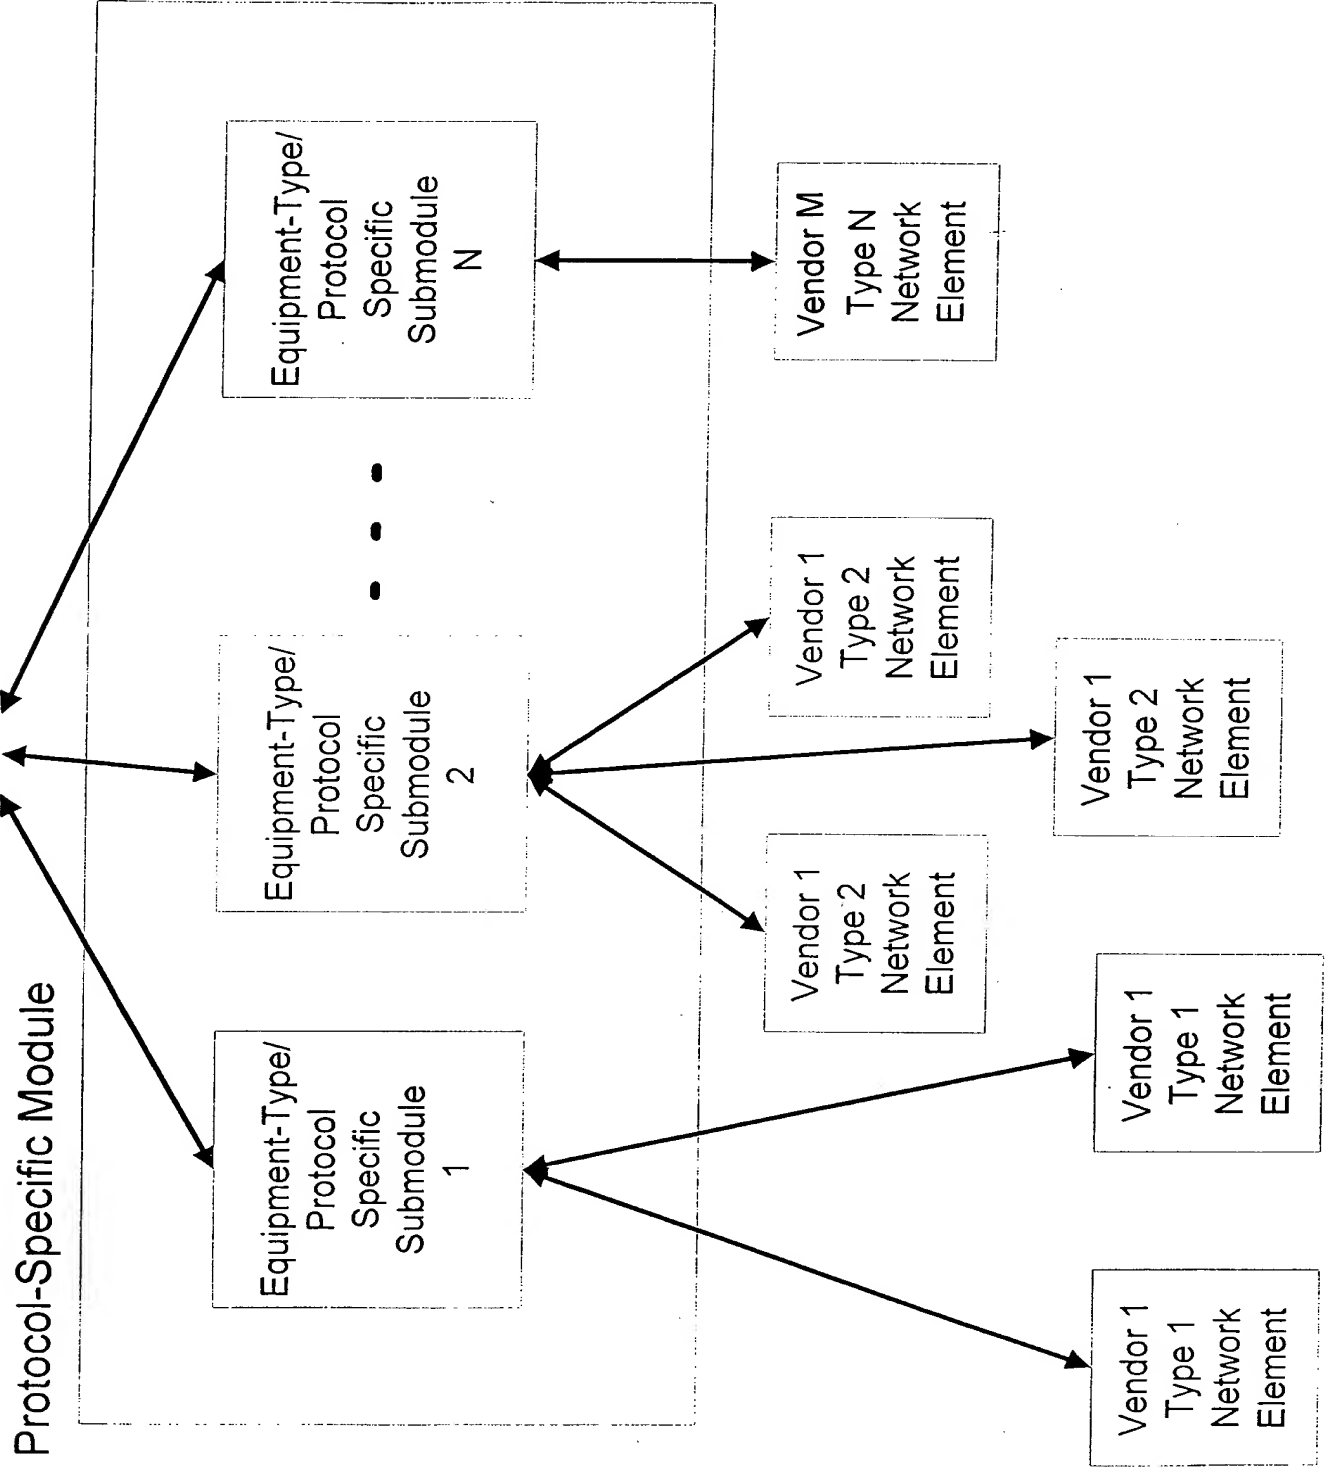 Protocol-Specific Module
Equipment-Type/
Protocol
Specific
Submodule
1
Equipment-Type/
Protocol
Specific
Submodule
2
Equipment-Type/
Protocol
Specific
Submodule
N
Vendor 1
Type 1
Network
Element
Vendor 1
Type 1
Network
Element
Vendor 1
Type 2
Network
Element
Vendor 1
Type 2
Network
Element
Vendor 1
Type 2
Network
Element
Vendor M
Type N
Network
Element